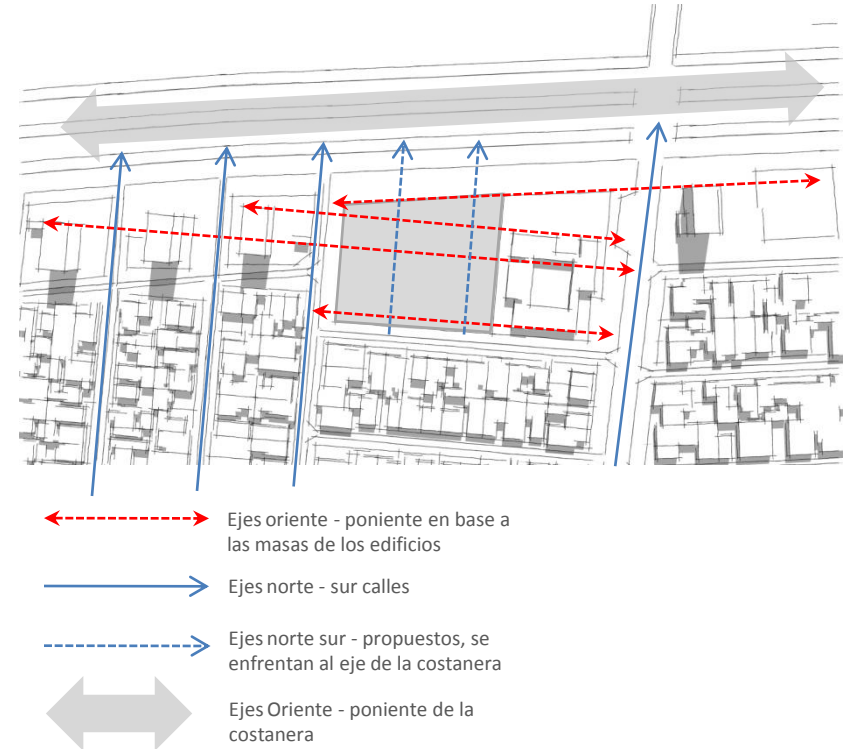 Ejes oriente - poniente en base a
las masas de los edificios
Ejes norte - sur calles
Ejes norte sur - propuestos, se
enfrentan al eje de la costanera
Ejes Oriente - poniente de la
costanera